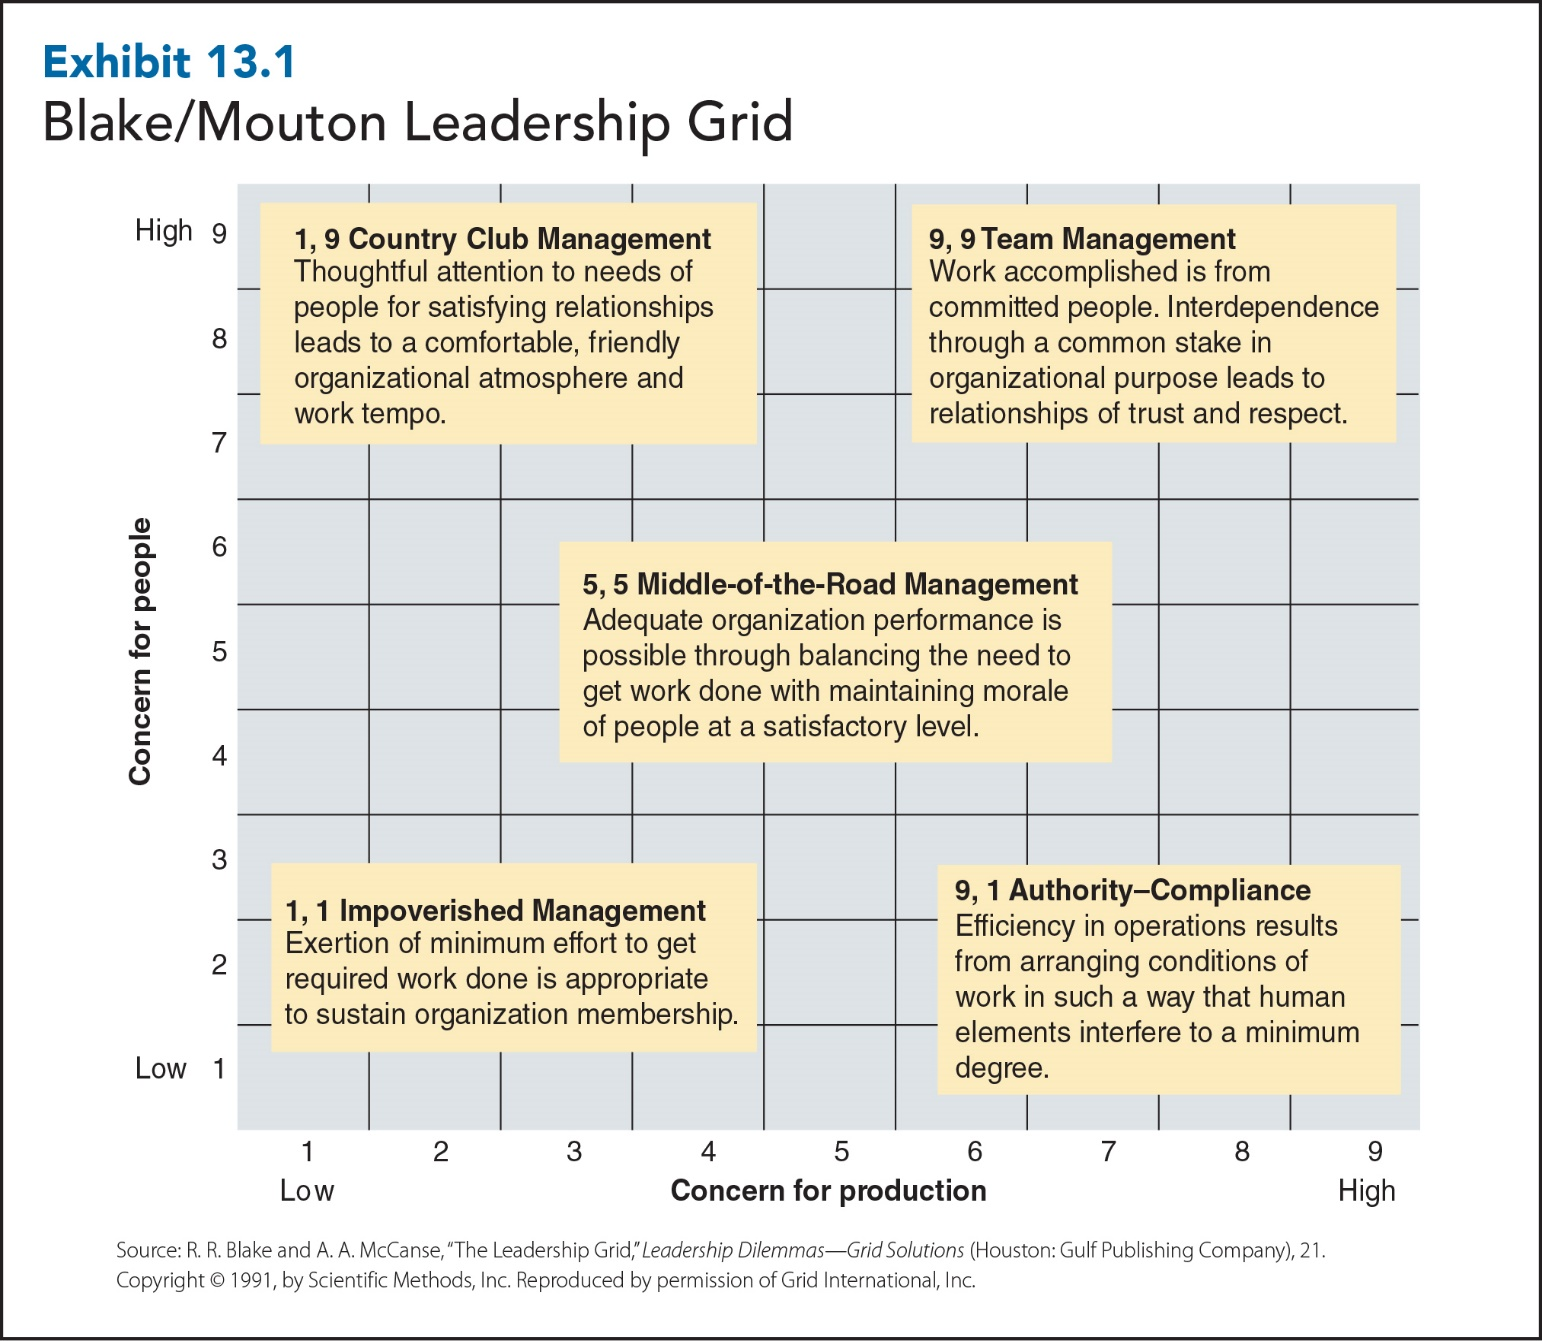 Exhibit 13.1
Blake/Mouton Leadership Grid
High 9
8
7
6
5
4
3
2
Low 1
Concern for people
1, 9 Country Club Management
Thoughtful attention to needs of
people for satisfying relationships
leads to a comfortable, friendly
organizational atmosphere and
work tempo.
9, 9 Team Management
Work accomplished is from
committed people. Interdependence
through a common stake in
organizational purpose leads to
relationships of trust and respect.
5, 5 Middle-of-the-Road Management
Adequate organization performance is
possible through balancing the need to
get work done with maintaining morale
of people at a satisfactory level.
1, 1 Impoverished Management
Exertion of minimum effort to get
required work done is appropriate
to sustain organization membership.
9, 1 Authority–Compliance
Efficiency in operations results
from arranging conditions of
work in such a way that human
elements interfere to a minimum
degree.
1 2 3 4 5 6 7 8 9
Low Concern for production High
Source: R. R. Blake and A. A. McCanse, “The Leadership Grid,” Leadership Dilemmas—Grid Solutions (Houston: Gulf Publishing Company), 21.
Copyright © 1991, by Scientific Methods, Inc. Reproduced by permission of Grid International, Inc.